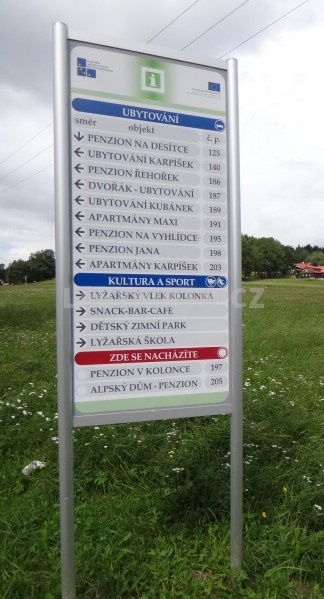 i
UBYTOVÁNÍ
směr objekt č. p.
PENZION NA DESÍTCE 125
UBYTOVÁNÍ KARPÍŠEK 140
PENZION ŘEHOŘEK 186
DVOŘÁK - UBYTOVÁNÍ 187
UBYTOVÁNÍ KUBÁNEK 189
APARTMÁNY MAXI 191
PENZION NA VYHLÍDCE 195
PENZION JANA 198
APARTMÁNY KARPÍŠEK 203
KULTURA A SPORT
LYŽAŘSKÝ VLEK KOLONKA
SNACK-BAR-CAFE
DĚTSKÝ ZIMNÍ PARK
LYŽAŘSKÁ ŠKOLA
ZDE SE NACHÁZÍTE
PENZION V KOLONCE 197
ALPSKÝ DŮM - PENZION 205